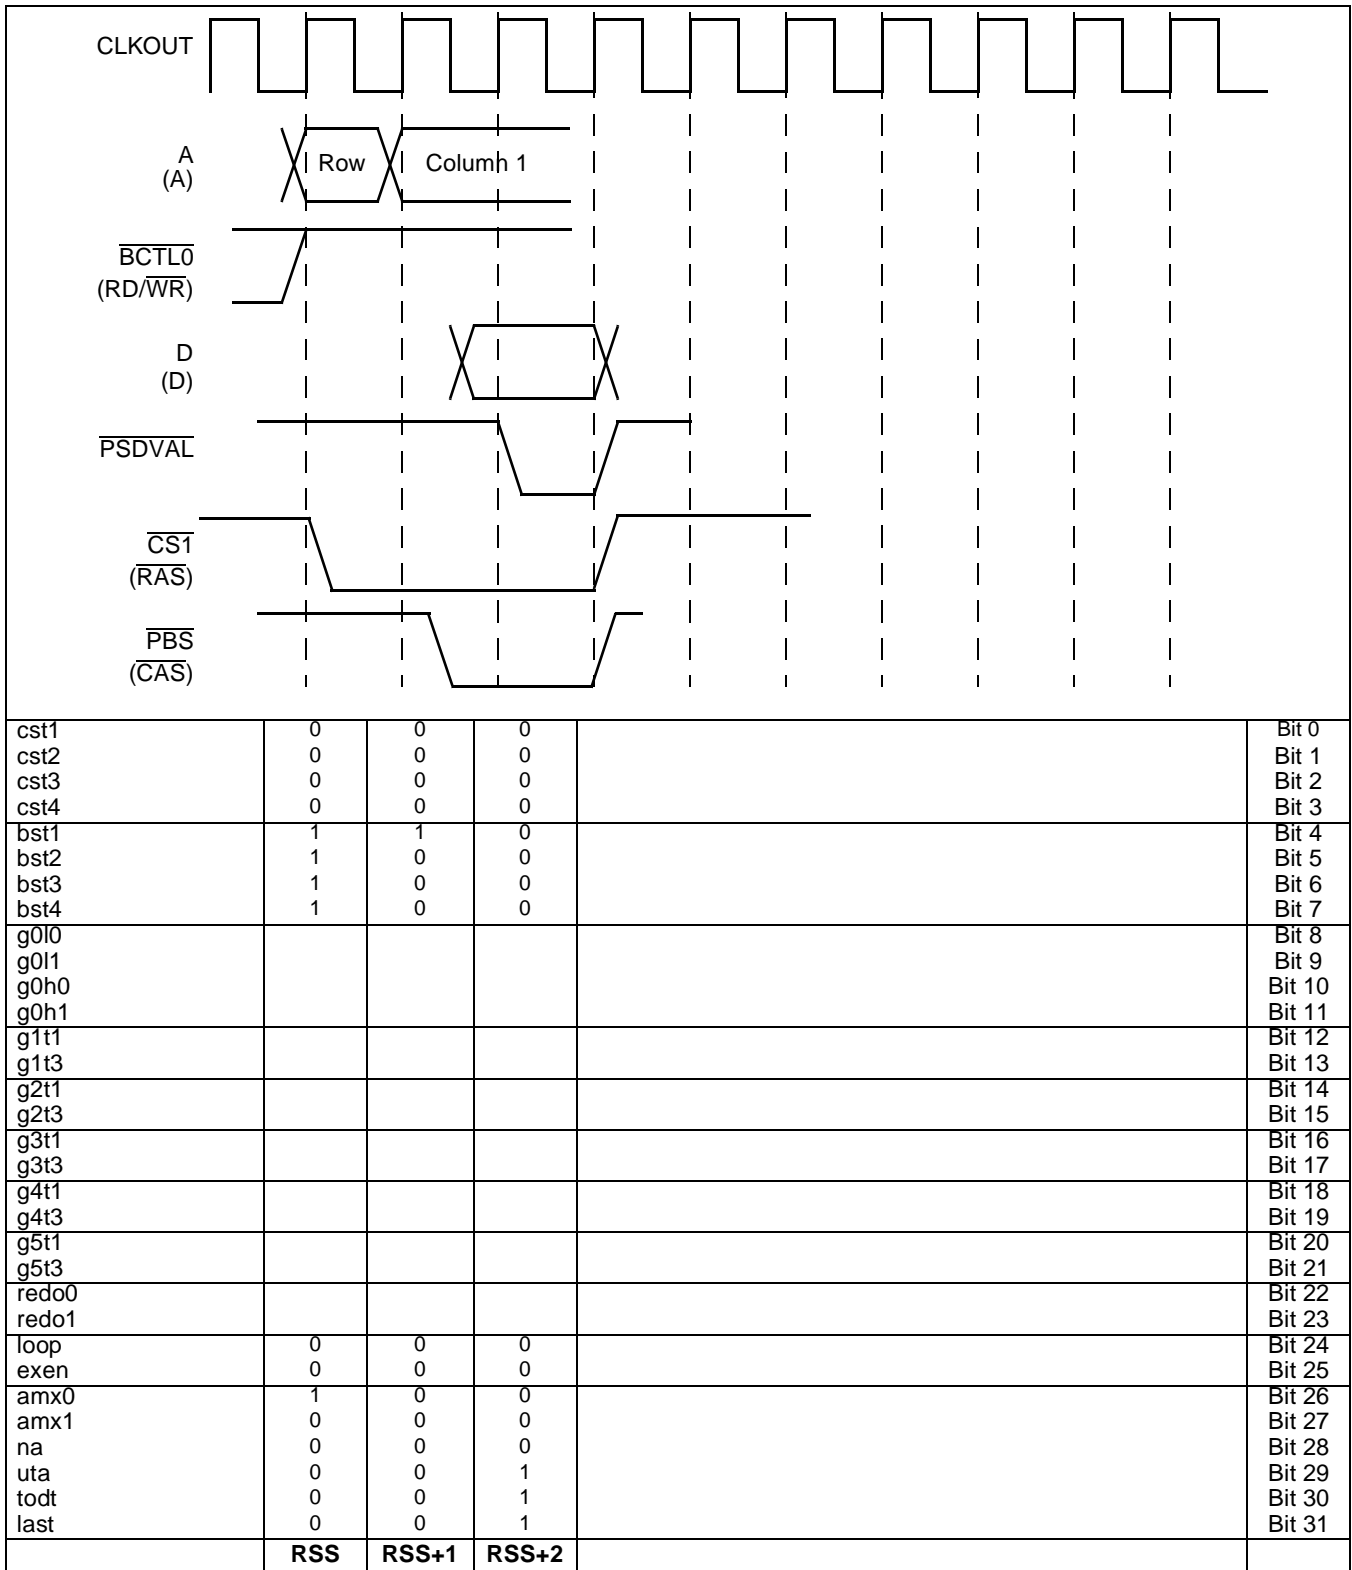 CLKOUT
A
(A)
Row
Column 1
BCTL0
(RD/WR)
D
(D)
PSDVAL
CS1
(RAS)
PBS
(CAS)
cst1 0 0 0 Bit 0
cst2 0 0 0 Bit 1
cst3 0 0 0 Bit 2
cst4 0 0 0 Bit 3
bst1 1 1 0 Bit 4
bst2 1 0 0 Bit 5
bst3 1 0 0 Bit 6
bst4 1 0 0 Bit 7
g0l0 Bit 8
g0l1 Bit 9
g0h0 Bit 10
g0h1 Bit 11
g1t1 Bit 12
g1t3 Bit 13
g2t1 Bit 14
g2t3 Bit 15
g3t1 Bit 16
g3t3 Bit 17
g4t1 Bit 18
g4t3 Bit 19
g5t1 Bit 20
g5t3 Bit 21
redo0 Bit 22
redo1 Bit 23
loop 0 0 0 Bit 24
exen 0 0 0 Bit 25
amx0 1 0 0 Bit 26
amx1 0 0 0 Bit 27
na 0 0 0 Bit 28
uta 0 0 1 Bit 29
todt 0 0 1 Bit 30
last 0 0 1 Bit 31
RSS RSS+1 RSS+2